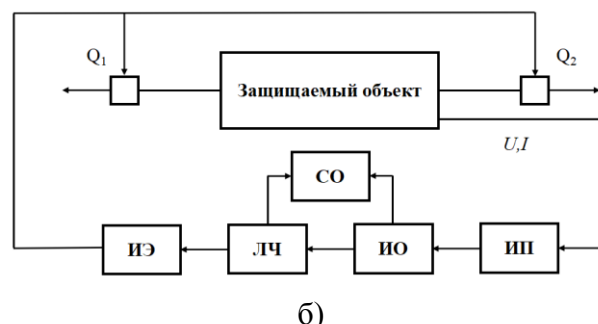 Q1 Q2
Защищаемый объект
U,I
СО
ИЭ ЛЧ ИО ИП
б)